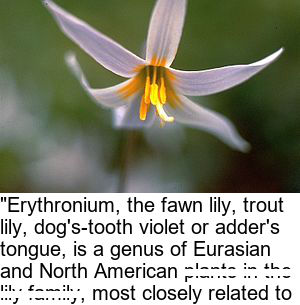 "Erythronium, the fawn lily, trout
lily, dog's-tooth violet or adder's
tongue, is a genus of Eurasian
and North American
, most closely related to